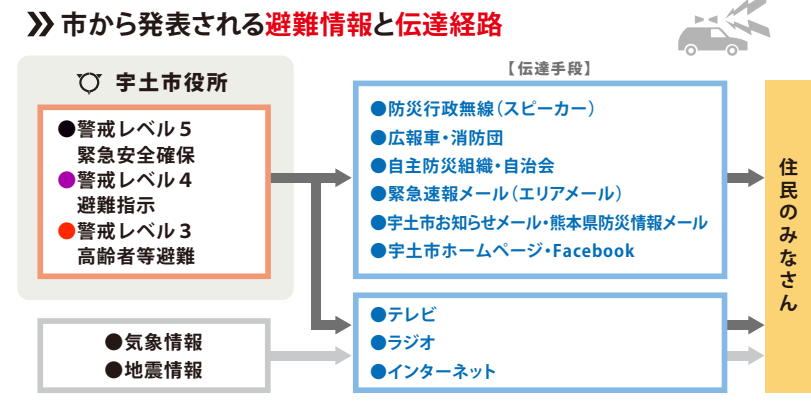 市から発表される避難情報と伝達経路
【伝達手段】
宇土市役所
●警戒レベル5
緊急安全確保
●警戒レベル4
避難指示
●警戒レベル3
高齢者等避難
●防災行政無線(スピーカー)
●広報車・消防団
●自主防災組織・自治会
●緊急速報メール(エリアメール)
●宇土市お知らせメール・熊本県防災情報メール
●宇土市ホームページ・Facebook
●気象情報
●地震情報
●テレビ
●ラジオ
●インターネット
住民のみなさん